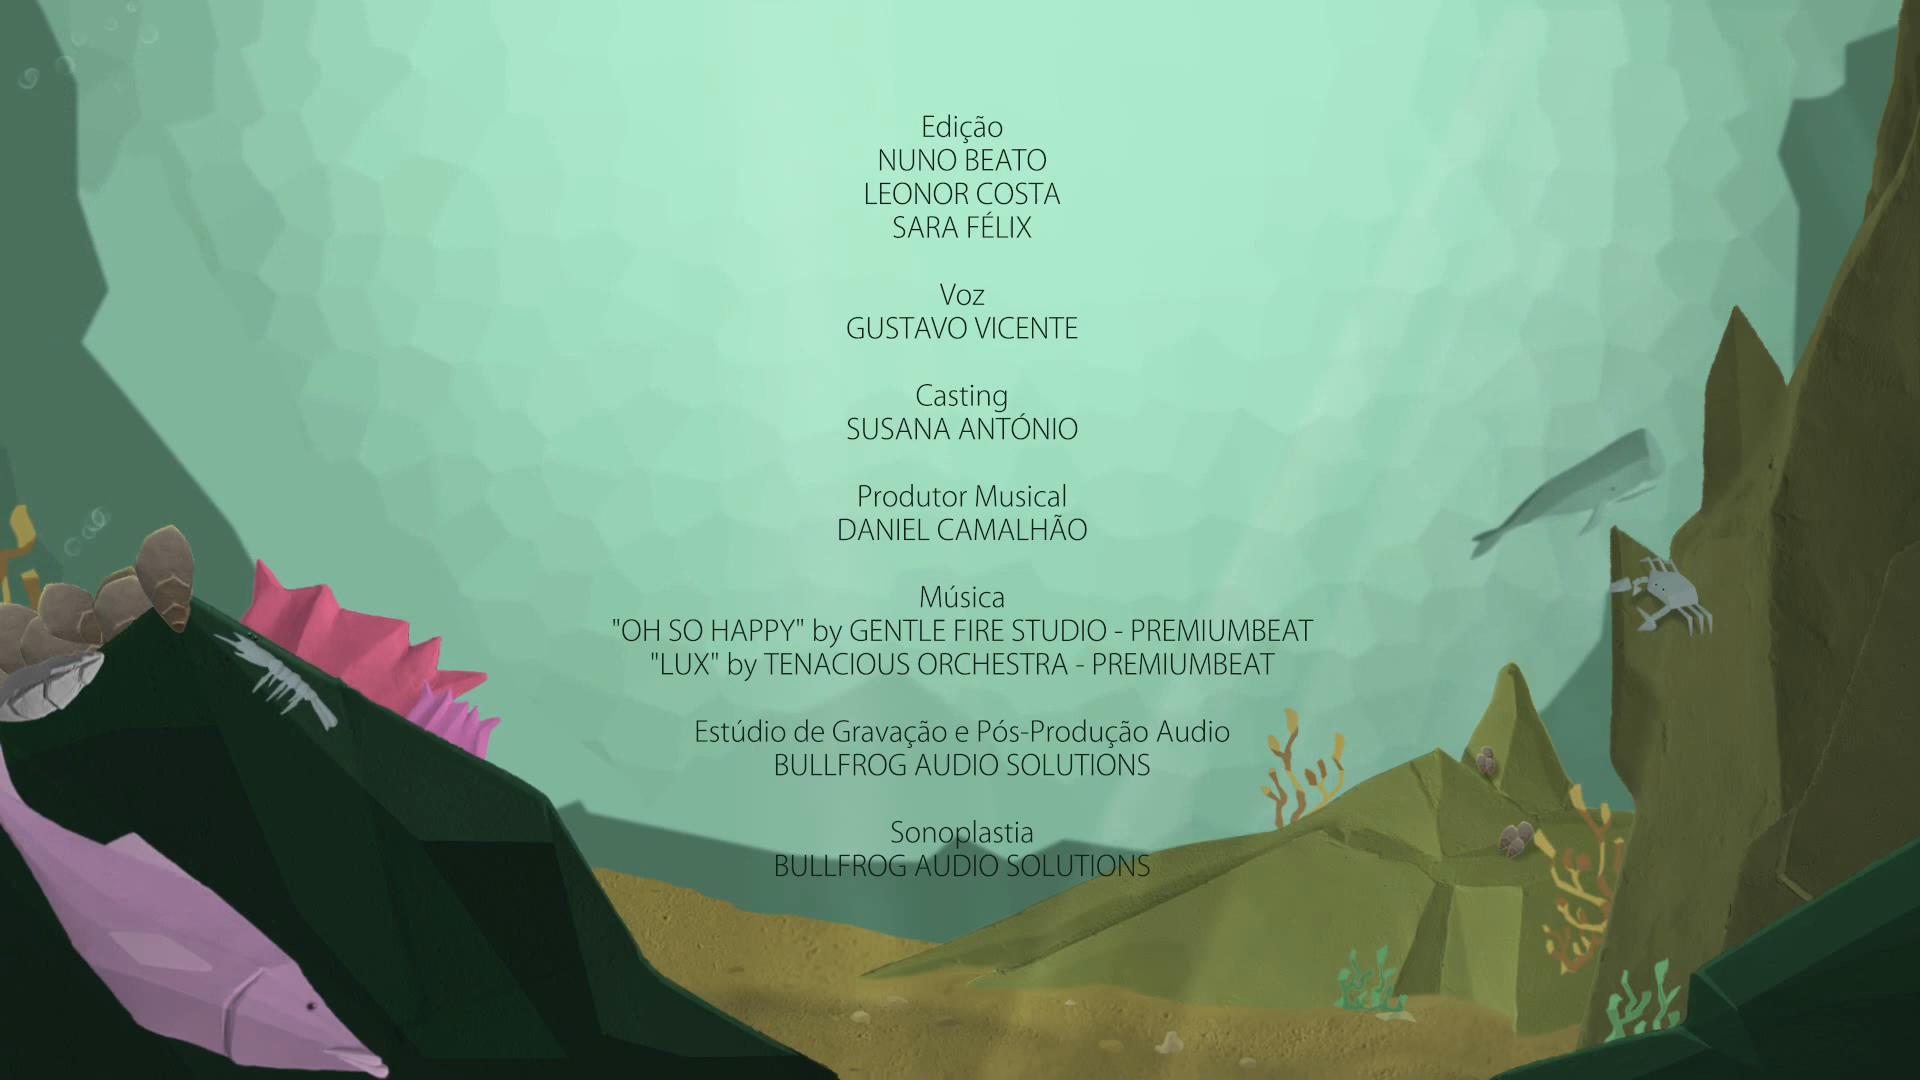 Edição
NUNO BEATO
LEONOR COSTA
SARA FÉLIX
Voz
GUSTAVO VICENTE
Casting
SUSANA ANTÓNIO
Produtor Musical
DANIEL CAMALHÃO
Música
"OH SO HAPPY" by GENTLE FIRE STUDIO - PREMIUMBEAT
"LUX" by TENACIOUS ORCHESTRA - PREMIUMBEAT
Estúdio de Gravação e Pós-Produção Audio
BULLFROG AUDIO SOLUTIONS
Sonoplastia
BULLFROG AUDIO SOLUTIONS